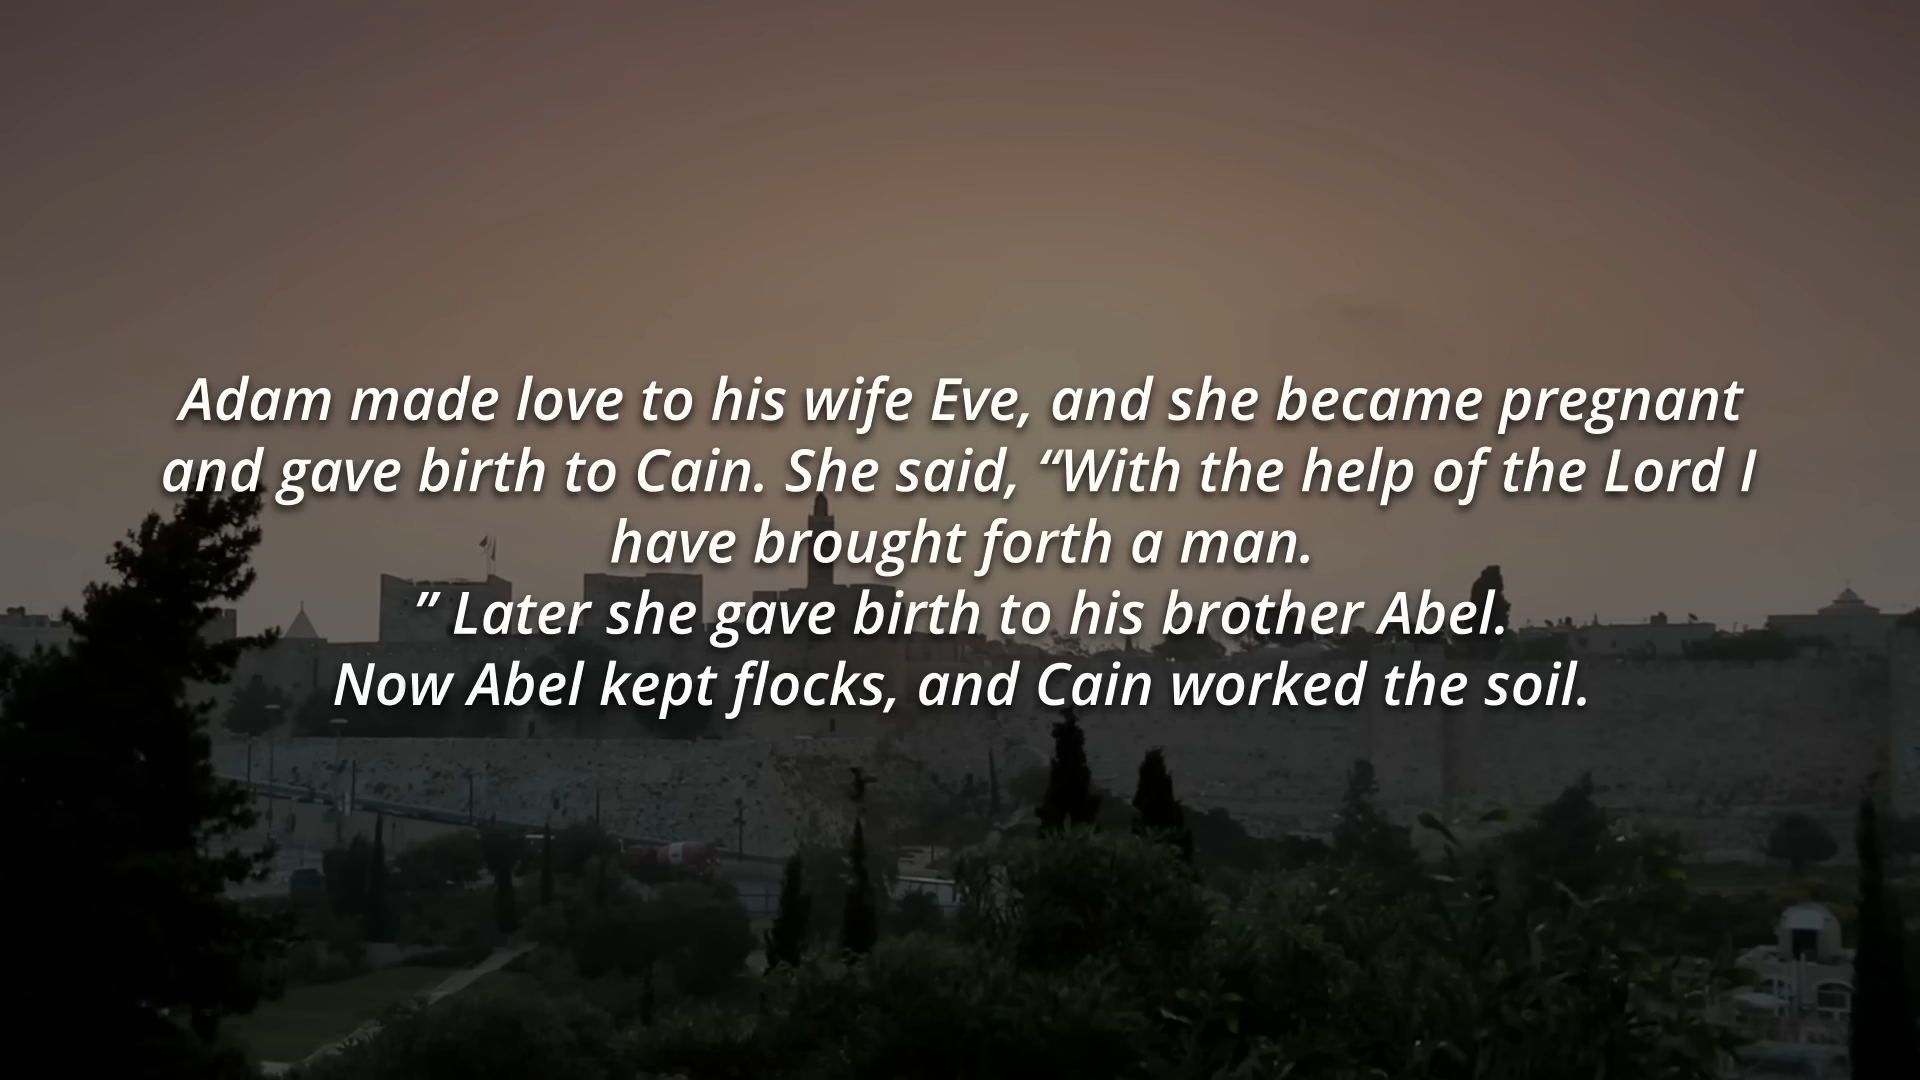 Adam made love to his wife Eve, and she became pregnant
and gave birth to Cain. She said, “With the help of the Lord I
have brought forth a man.
” Later she gave birth to his brother Abel.
Now Abel kept flocks, and Cain worked the soil.